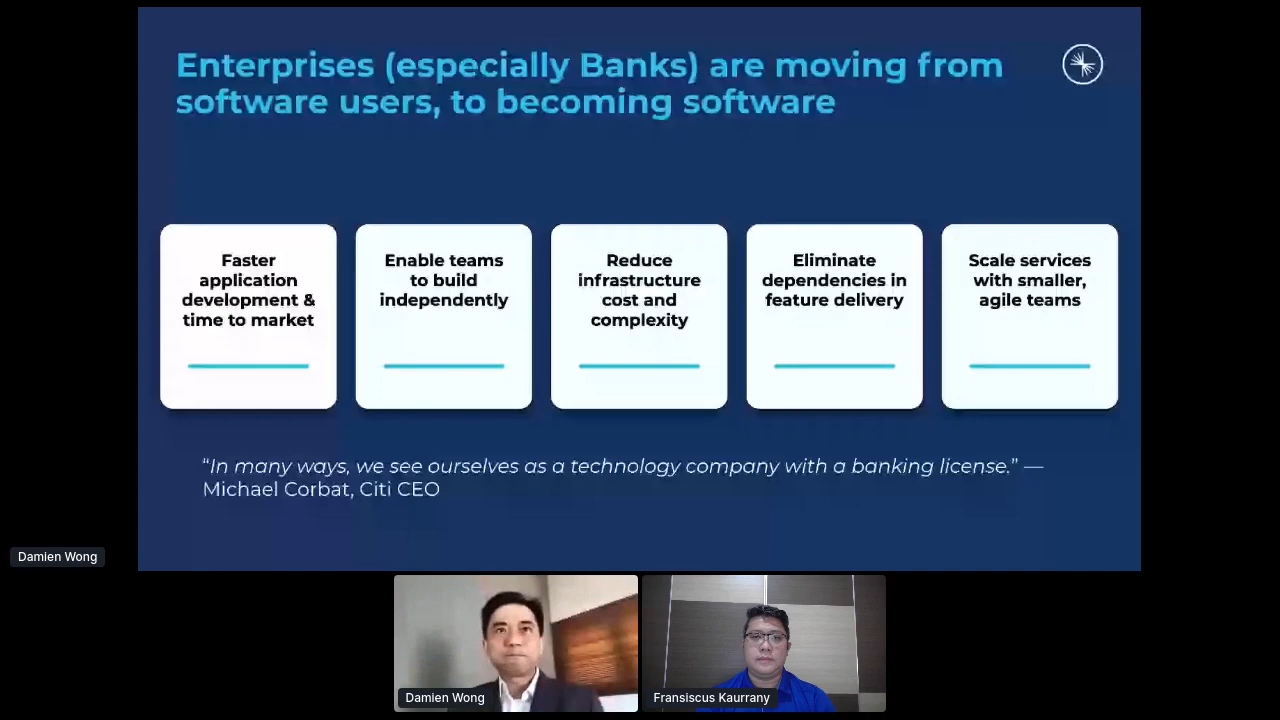 Enterprises (especially Banks) are moving from
software users, to becoming software
Faster
application
development &
time to market
Enable teams
to build
independently
Reduce
infrastructure
cost and
complexity
Eliminate
dependencies in
feature delivery
Scale services
with smaller,
agile teams
“In many ways, we see ourselves as a technology company with a banking license.” —
Michael Corbat, Citi CEO
Damien Wong
Damien Wong
Fransiscus Kaurrany